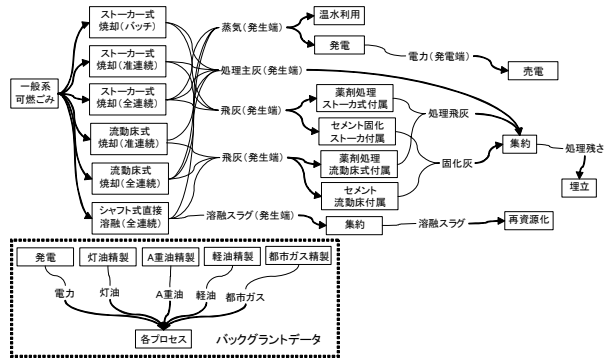 ストーカー式
焼却(バッチ)
ストーカー式
焼却(准連続)
ストーカー式
焼却(全連続)
流動床式
焼却(准連続)
流動床式
焼却(全連続)
シャフト式直接
溶融(全連続)
一般系
可燃ごみ
蒸気(発生端)
処理主灰(発生端)
飛灰(発生端)
飛灰(発生端)
溶融スラグ(発生端)
温水利用
発電
電力(発電端)
売電
薬剤処理
ストーカ式付属
セメント固化
ストーカ付属
薬剤処理
流動床式付属
セメント
流動床式付属
処理飛灰
固化灰
集約
処理残さ
埋立
集約
溶融スラグ
再資源化
発電
灯油精製
A重油精製
軽油精製
都市ガス精製
電力
灯油
A重油
軽油
都市ガス
各プロセス
バックグラントデータ